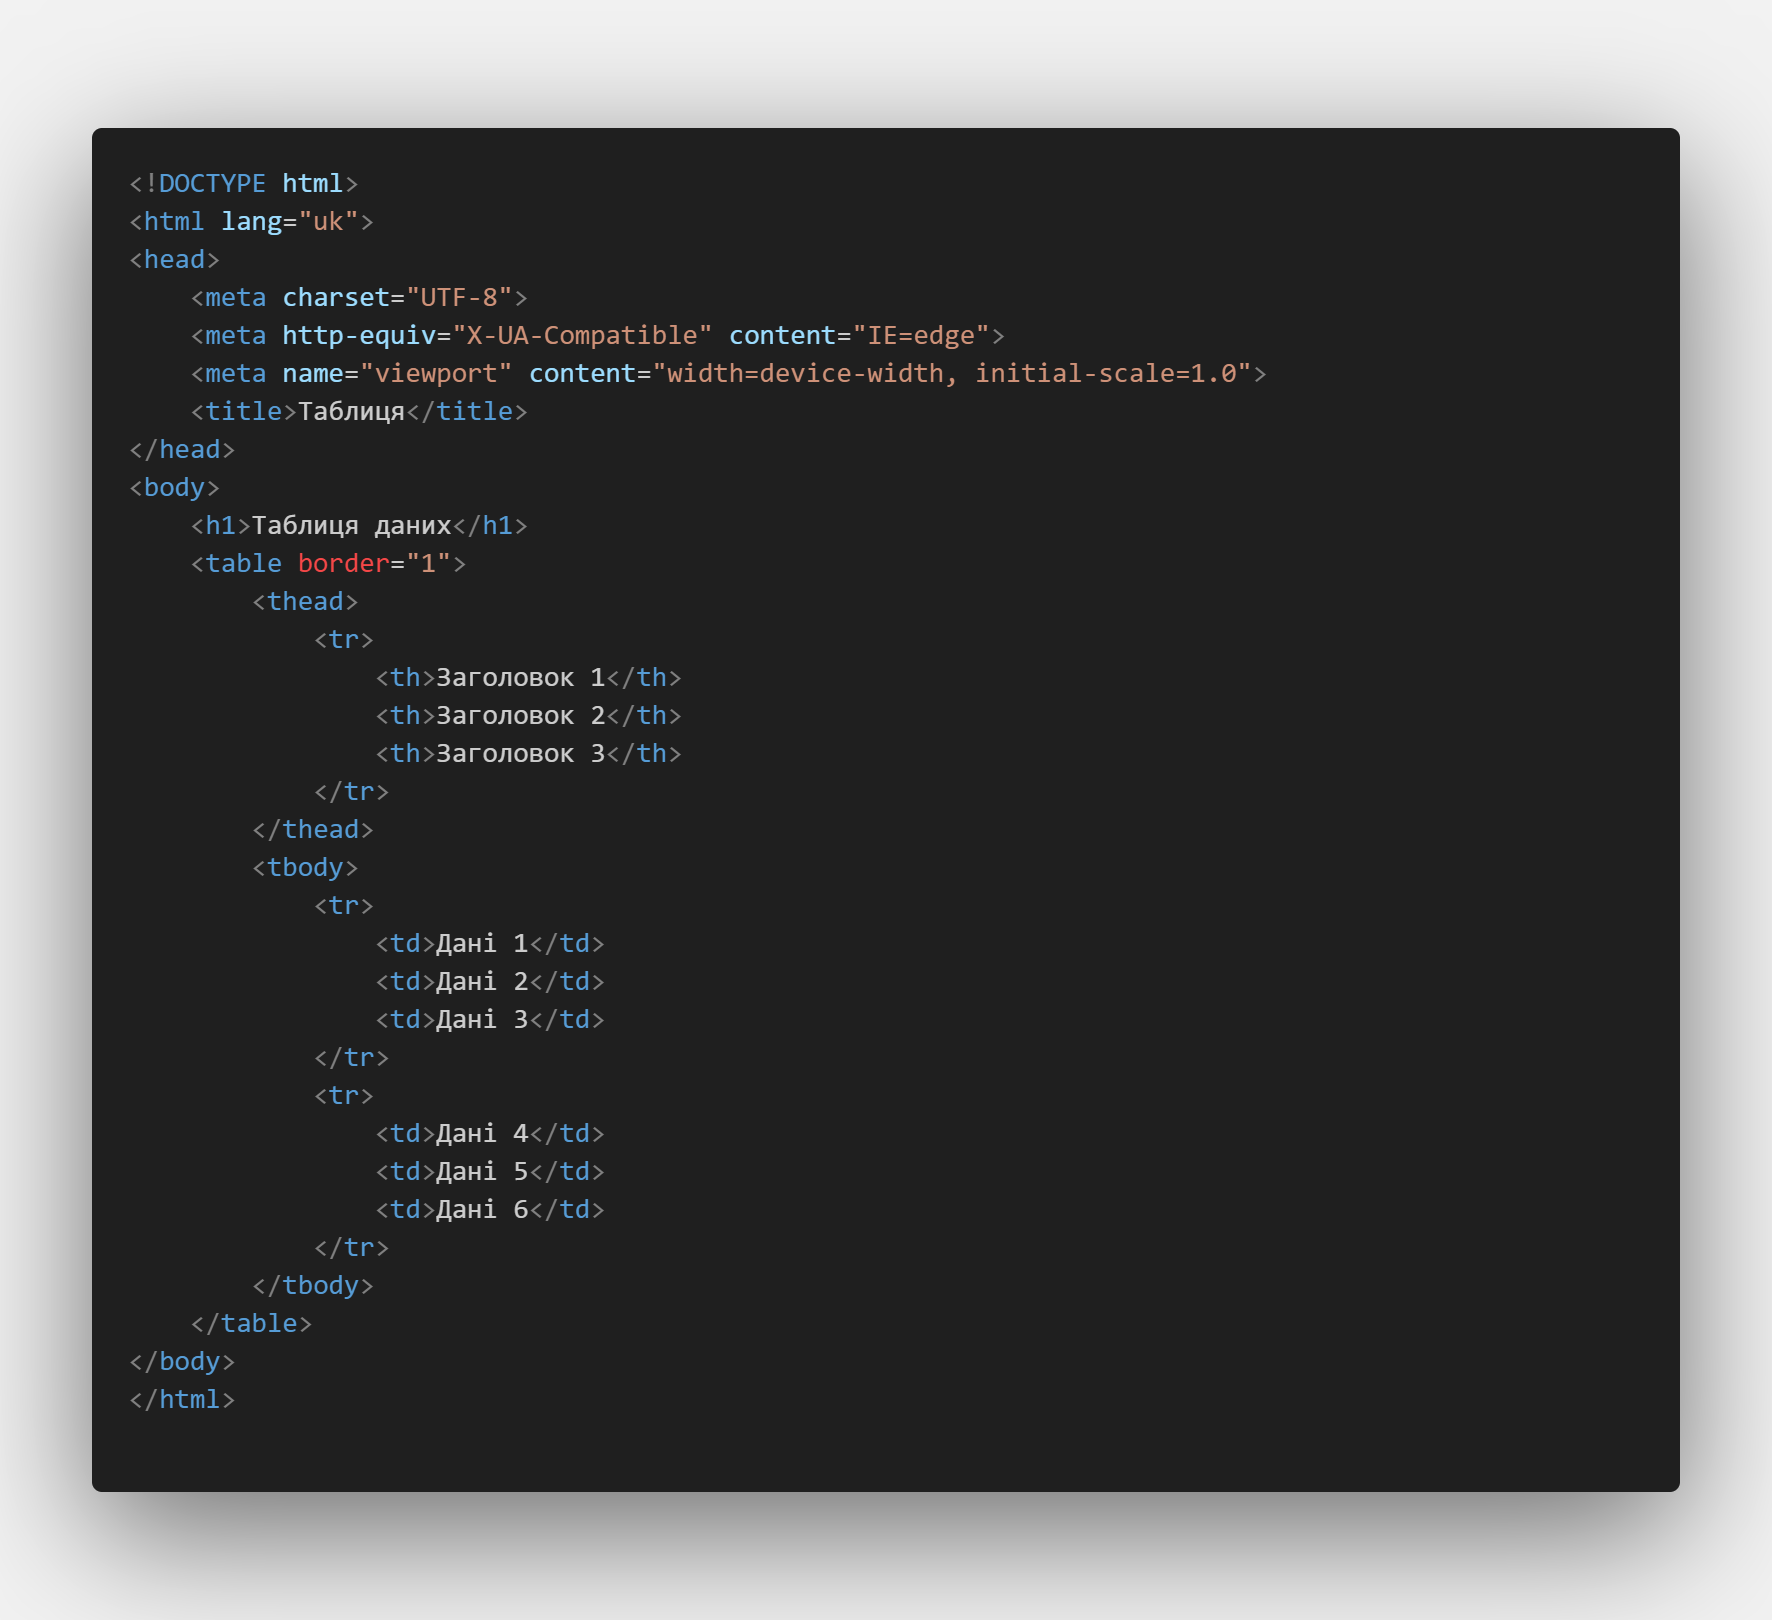 <!DOCTYPE html>
<html lang="uk">
<head>
    <meta charset="UTF-8">
    <meta http-equiv="X-UA-Compatible" content="IE=edge">
    <meta name="viewport" content="width=device-width, initial-scale=1.0">
    <title>Таблиця</title>
</head>
<body>
    <h1>Таблиця даних</h1>
    <table border="1">
        <thead>
            <tr>
                <th>Заголовок 1</th>
                <th>Заголовок 2</th>
                <th>Заголовок 3</th>
            </tr>
        </thead>
        <tbody>
            <tr>
                <td>Дані 1</td>
                <td>Дані 2</td>
                <td>Дані 3</td>
            </tr>
            <tr>
                <td>Дані 4</td>
                <td>Дані 5</td>
                <td>Дані 6</td>
            </tr>
        </tbody>
    </table>
</body>
</html>